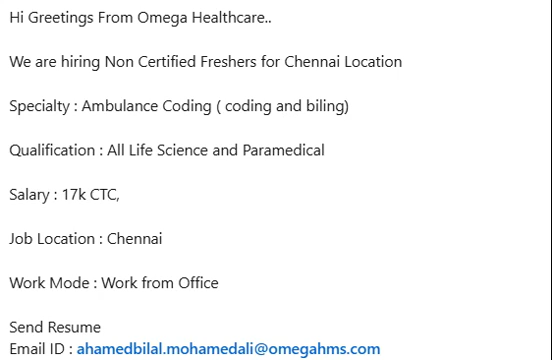 Hi Greetings From Omega Healthcare..
We are hiring Non Certified Freshers for Chennai Location
Specialty : Ambulance Coding ( coding and biling)
Qualification : All Life Science and Paramedical
Salary : 17k CTC,
Job Location : Chennai
Work Mode : Work from Office
Send Resume
Email ID : ahamedbilal.mohamedali@omegahms.com